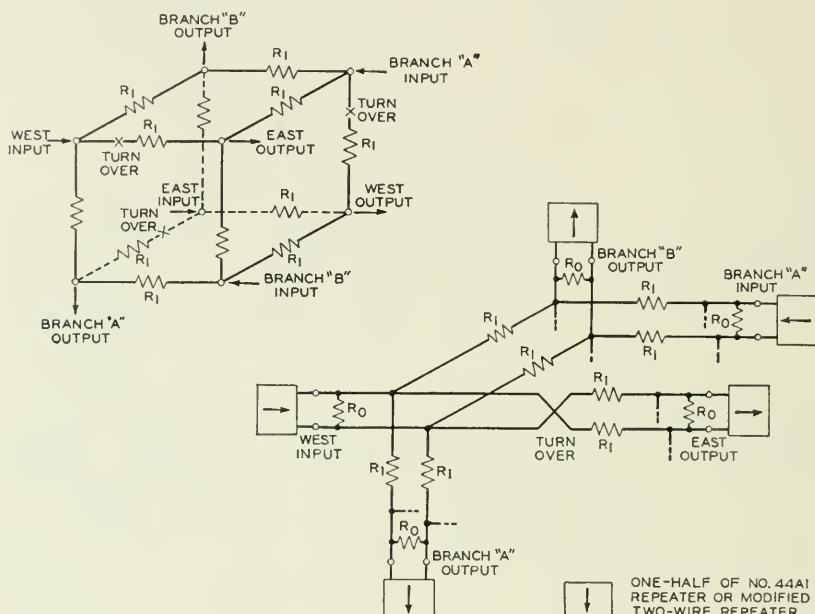 BRANCH "B"
OUTPUT
R1
BRANCH "A"
INPUT
R1
R1
TURN
OVER
WEST
INPUT
R1
EAST
OUTPUT
R1
TURN
OVER
EAST
INPUT
R1
WEST
OUTPUT
TURN
OVER
R1
R1
BRANCH "B"
INPUT
BRANCH "A"
OUTPUT
BRANCH "B"
OUTPUT
R0
BRANCH "A"
INPUT
R1
R0
R1
R1
R1
R1
R0
R0
WEST
INPUT
TURN
OVER
R1
EAST
OUTPUT
R1
R1
R0
BRANCH "A"
OUTPUT
ONE-HALF OF NO. 44A1
REPEATER OR MODIFIED
TWO-WIRE REPEATER